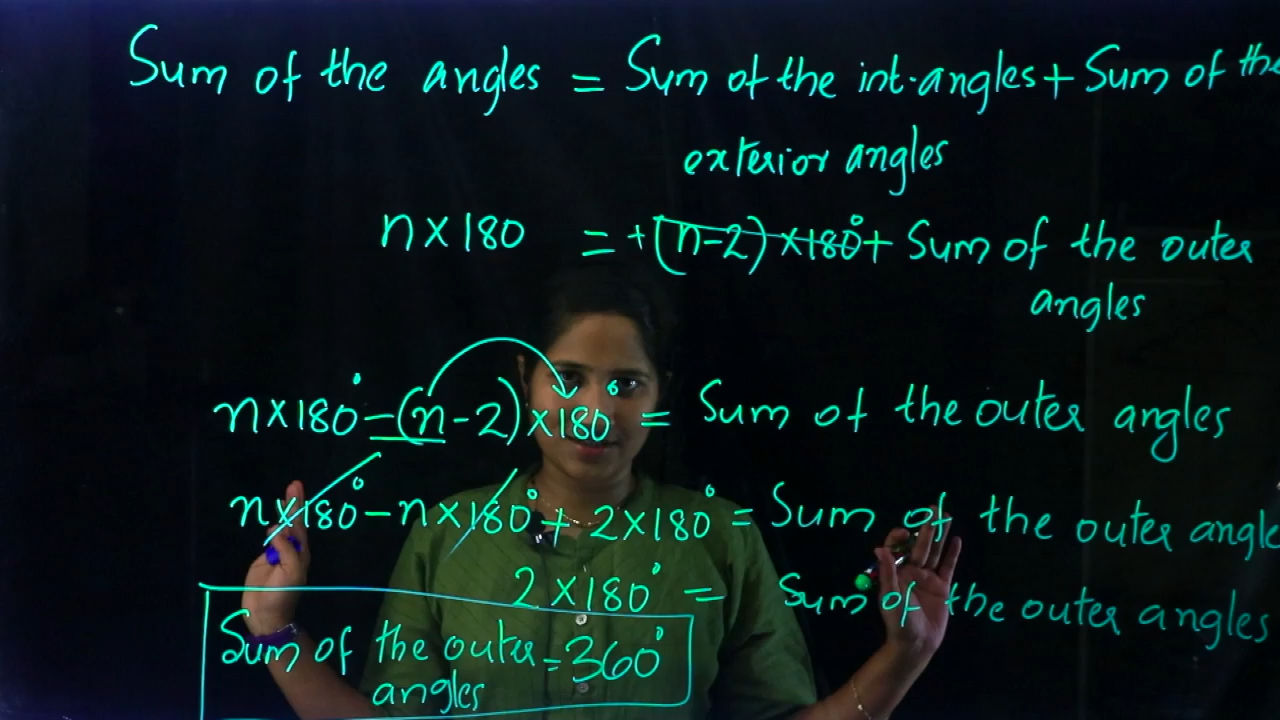 Sum of the angles = Sum of the int. angles + Sum of the
exterior angles
n×180 = +(n-2)×180°+ Sum of the outer
angles
n×180°-(n-2)×180° = Sum of the outer angles
n×180°-n×180°+ 2×180° = Sum of the outer angle
2×180° = Sum of the outer angles
Sum of the outer = 360°
angles